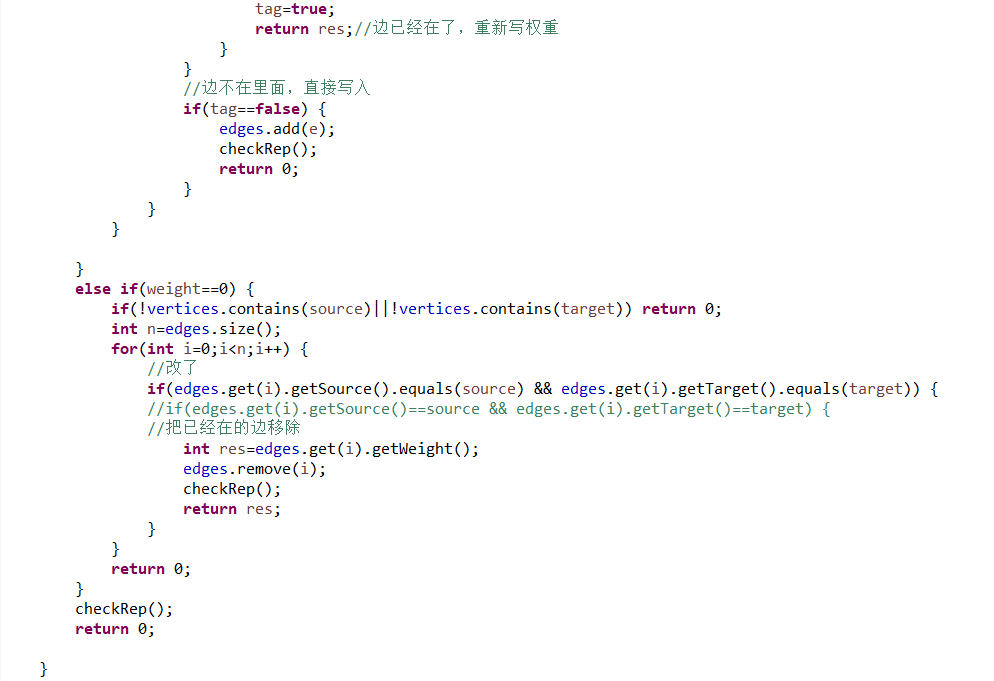 tag=true;
return res;//边已经在了，重新写权重
}
}
//边不在里面，直接写入
if(tag==false) {
edges.add(e);
checkRep();
return 0;
}
}
}
}
else if(weight==0) {
if(!vertices.contains(source)||!vertices.contains(target)) return 0;
int n=edges.size();
for(int i=0;i<n;i++) {
//改了
if(edges.get(i).getSource().equals(source) && edges.get(i).getTarget().equals(target)) {
//if(edges.get(i).getSource()==source && edges.get(i).getTarget()==target) {
//把已经在的边移除
int res=edges.get(i).getWeight();
edges.remove(i);
checkRep();
return res;
}
}
return 0;
}
checkRep();
return 0;
}